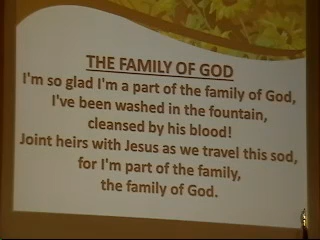 THE FAMILY OF GOD
I'm so glad I'm a part of the family of God,
I've been washed in the fountain,
cleansed by his blood!
Joint heirs with Jesus as we travel this sod,
for I'm part of the family,
the family of God.